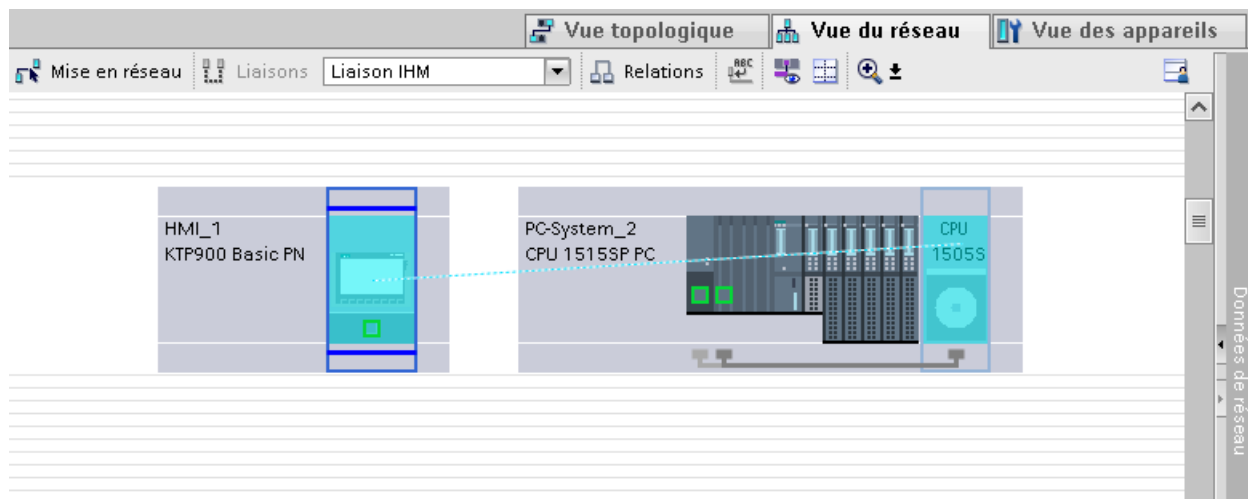 Vue topologique Vue du réseau Vue des appareils
Mise en réseau Liaisons Liaison IHM Relations ABC ±
HMI_1
KTP900 Basic PN
PC-System_2
CPU 1515SP PC
CPU
1505S
Données de réseau